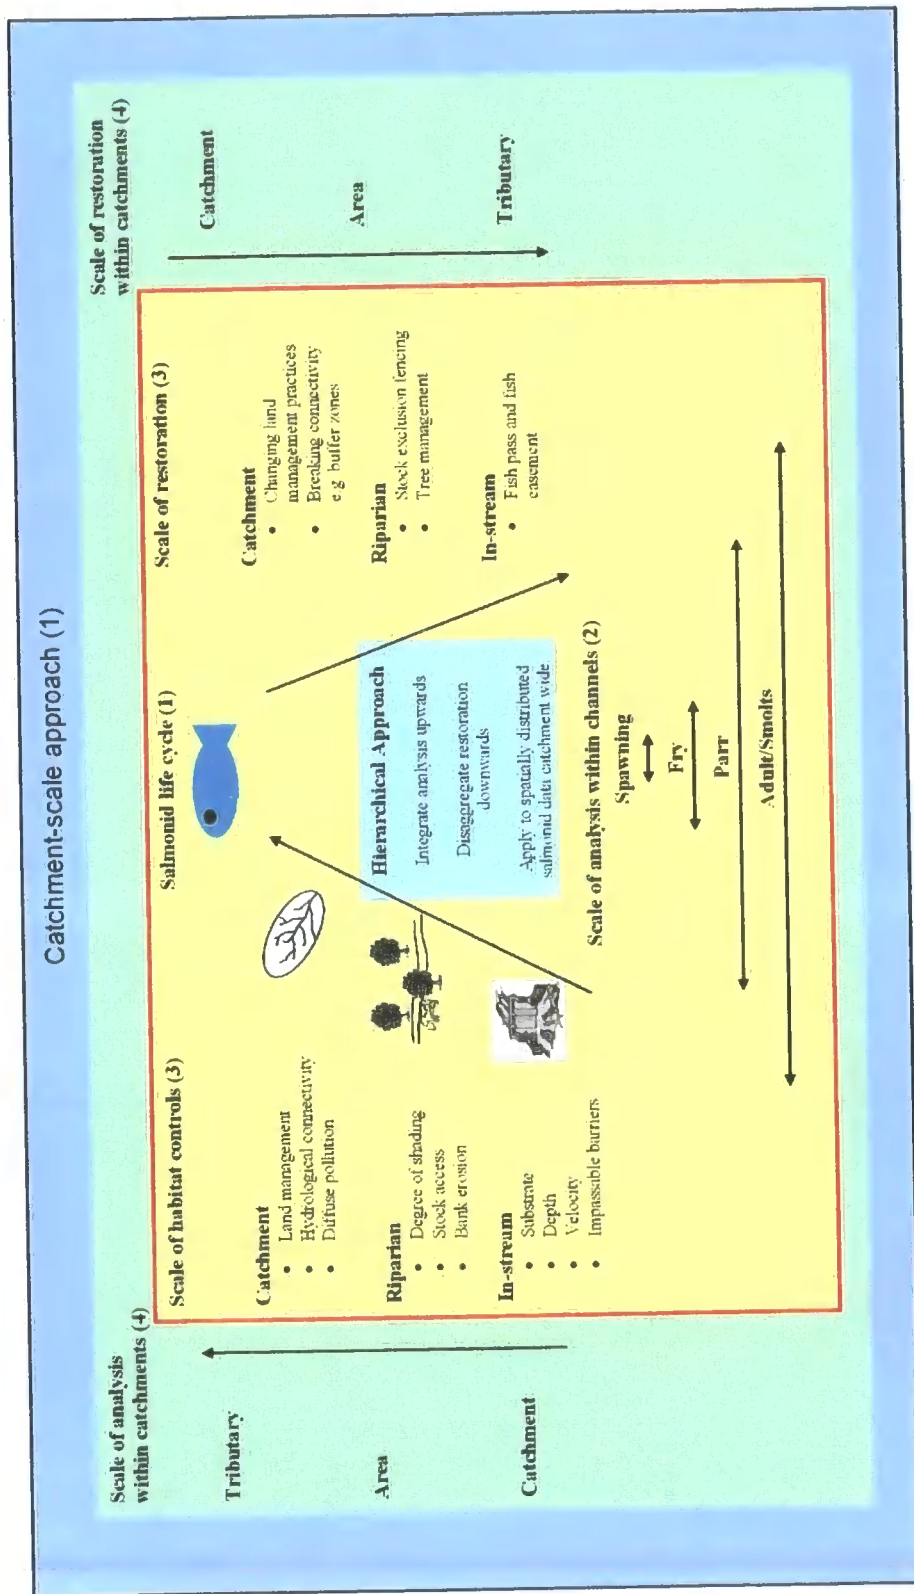 Catchment-scale approach (1)
Scale of analysis
within catchments (4)
Tributary
Area
Catchment
Scale of habitat controls (3)
Catchment
• Land management
• Hydrological connectivity
• Diffuse pollution
Riparian
• Degree of shading
• Stock access
• Bank erosion
In-stream
• Substrate
• Depth
• Velocity
• Impassable barriers
Salmonid life cycle (1)
Hierarchical Approach
Integrate analysis upwards
Disaggregate restoration
downwards
Apply to spatially distributed
salmonid data catchment wide
Scale of analysis within channels (2)
Spawning
Fry
Parr
Adult/Smolts
Scale of restoration (3)
Catchment
• Changing land
management practices
• Breaking connectivity
e.g buffer zones
Riparian
• Stock exclusion fencing
• Tree management
In-stream
• Fish pass and fish
easement
Scale of restoration
within catchments (4)
Catchment
Area
Tributary